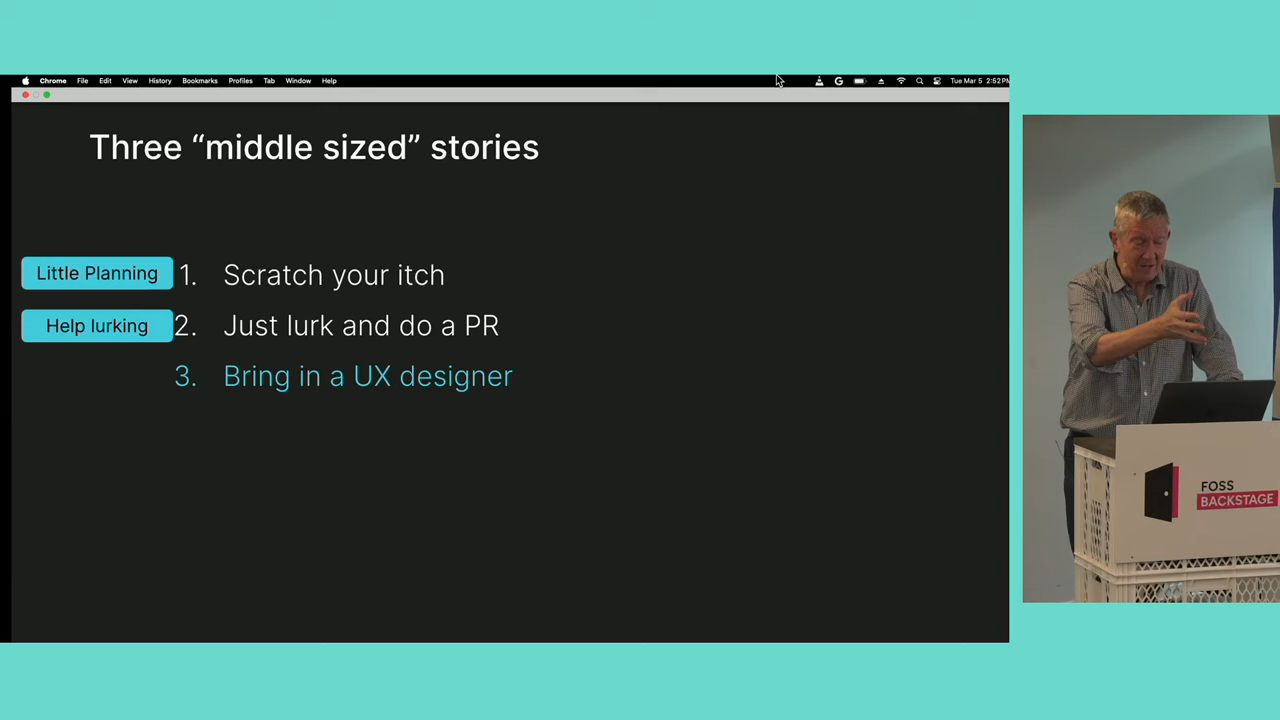 Chrome File Edit View History Bookmarks Profiles Tab Window Help
Tue Mar 5 2:52PM
Three “middle sized” stories
Little Planning 1. Scratch your itch
Help lurking 2. Just lurk and do a PR
3. Bring in a UX designer
FOSS
BACKSTAGE